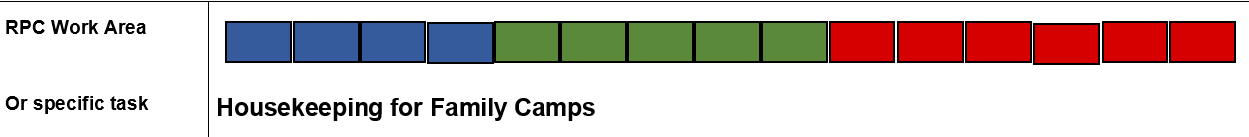 RPC Work Area
Or specific task
Housekeeping for Family Camps